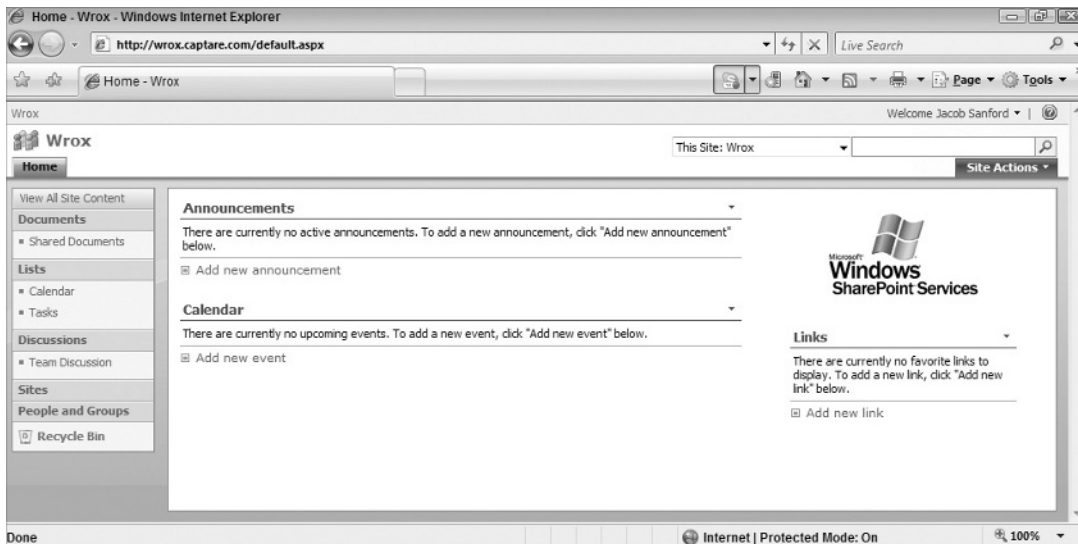 Home - Wrox - Windows Internet Explorer
http://wrox.captare.com/default.aspx
Live Search
Home - Wrox
Page
Tools
Wrox
Welcome Jacob Sanford
Wrox
This Site: Wrox
Home
Site Actions
View All Site Content
Documents
Shared Documents
Lists
Calendar
Tasks
Discussions
Team Discussion
Sites
People and Groups
Recycle Bin
Announcements
There are currently no active announcements. To add a new announcement, click "Add new announcement"
below.
Add new announcement
Calendar
There are currently no upcoming events. To add a new event, click "Add new event" below.
Add new event
Microsoft
Windows
SharePoint Services
Links
There are currently no favorite links to
display. To add a new link, click "Add new
link" below.
Add new link
Done
Internet | Protected Mode: On
100%